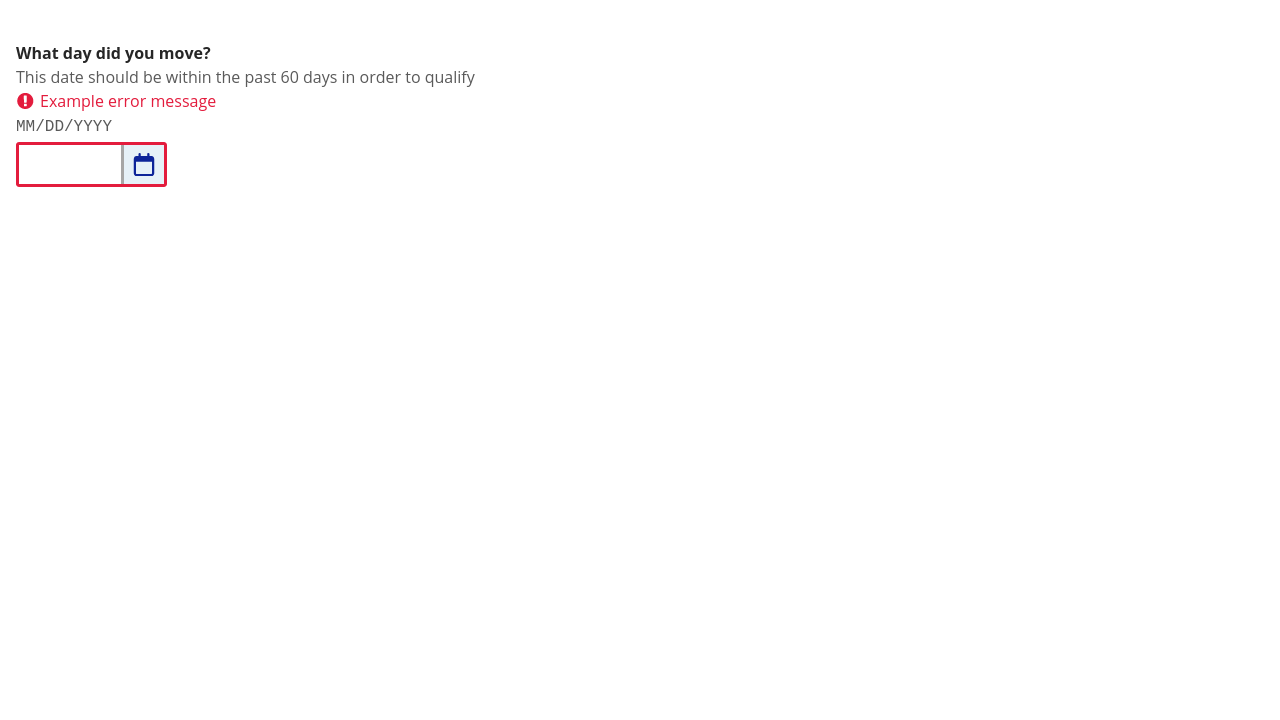 What day did you move?
This date should be within the past 60 days in order to qualify
Example error message
MM/DD/YYYY